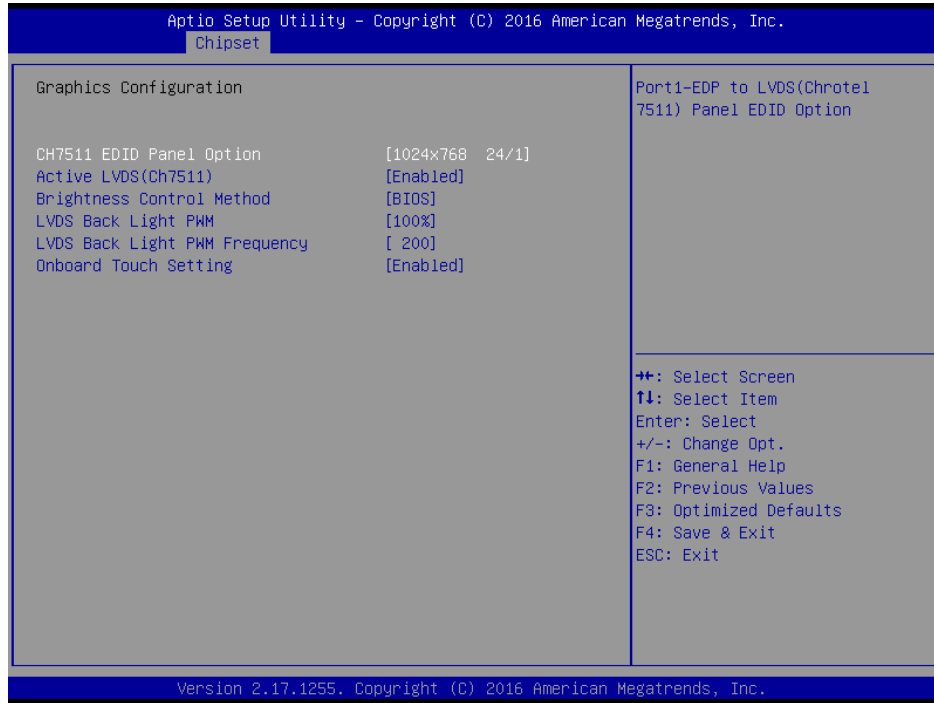 Aptio Setup Utility - Copyright (C) 2016 American Megatrends, Inc.
Chipset
Graphics Configuration
CH7511 EDID Panel Option [1024x768 24/1]
Active LVDS(Ch7511) [Enabled]
Brightness Control Method [BIOS]
LVDS Back Light PWM [100%]
LVDS Back Light PWM Frequency [ 200]
Onboard Touch Setting [Enabled]
Port1-EDP to LVDS(Chrotel
7511) Panel EDID Option
→←: Select Screen
↑↓: Select Item
Enter: Select
+/-: Change Opt.
F1: General Help
F2: Previous Values
F3: Optimized Defaults
F4: Save & Exit
ESC: Exit
Version 2.17.1255. Copyright (C) 2016 American Megatrends, Inc.